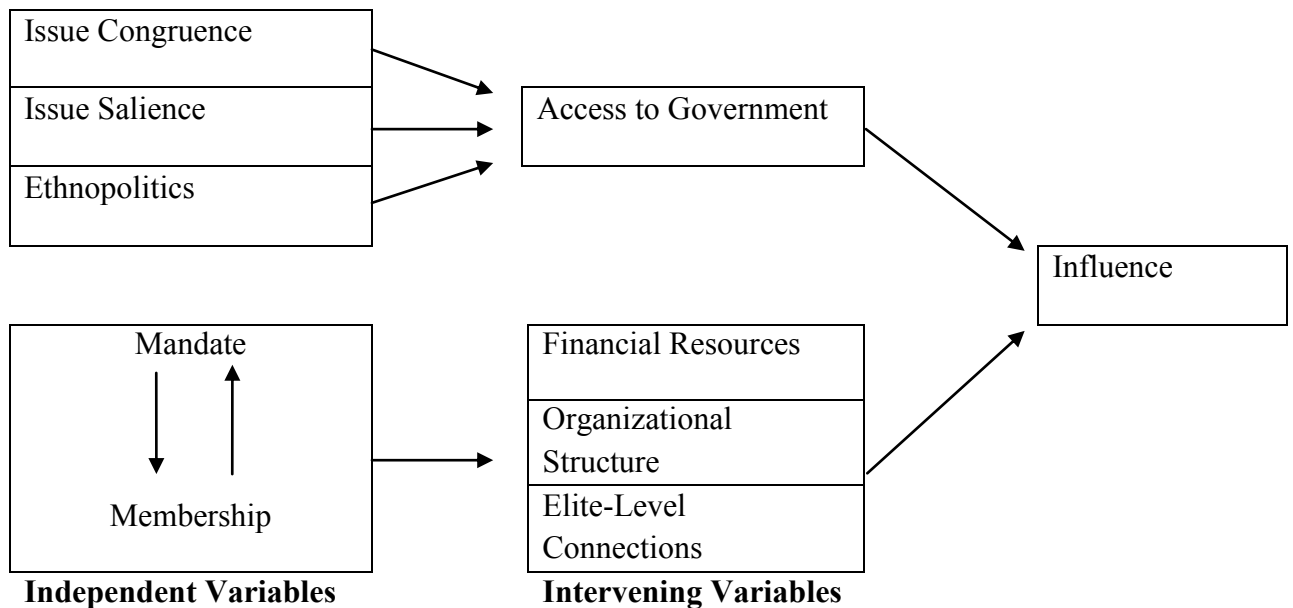 Issue Congruence
Issue Salience
Ethnopolitics
Access to Government
Influence
Mandate
Membership
Financial Resources
Organizational
Structure
Elite-Level
Connections
Independent Variables
Intervening Variables